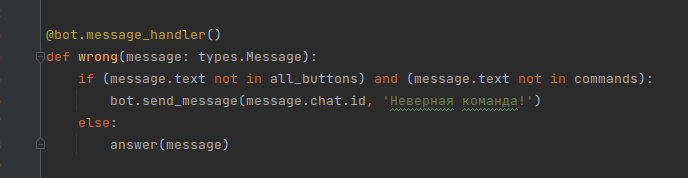 @bot.message_handler()
def wrong(message: types.Message):
    if (message.text not in all_buttons) and (message.text not in commands):
        bot.send_message(message.chat.id, 'Неверная команда!')
    else:
        answer(message)